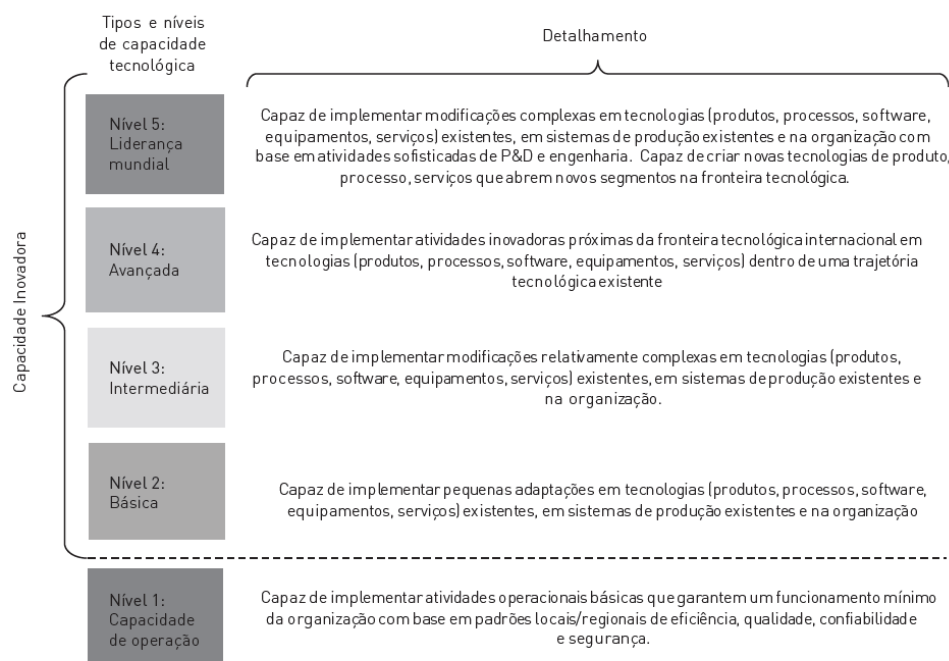 Tipos e níveis
de capacidade
tecnológica
Detalhamento
Capacidade Inovadora
Nível 5:
Liderança
mundial
Capaz de implementar modificações complexas em tecnologias (produtos, processos, software,
equipamentos, serviços) existentes, em sistemas de produção existentes e na organização com
base em atividades sofisticadas de P&D e engenharia. Capaz de criar novas tecnologias de produto,
processo, serviços que abrem novos segmentos na fronteira tecnológica.
Nível 4:
Avançada
Capaz de implementar atividades inovadoras próximas da fronteira tecnológica internacional em
tecnologias (produtos, processos, software, equipamentos, serviços) dentro de uma trajetória
tecnológica existente
Nível 3:
Intermediária
Capaz de implementar modificações relativamente complexas em tecnologias (produtos,
processos, software, equipamentos, serviços) existentes, em sistemas de produção existentes e
na organização.
Nível 2:
Básica
Capaz de implementar pequenas adaptações em tecnologias (produtos, processos, software,
equipamentos, serviços) existentes, em sistemas de produção existentes e na organização
Nível 1:
Capacidade
de operação
Capaz de implementar atividades operacionais básicas que garantem um funcionamento mínimo
da organização com base em padrões locais/regionais de eficiência, qualidade, confiabilidade
e segurança.